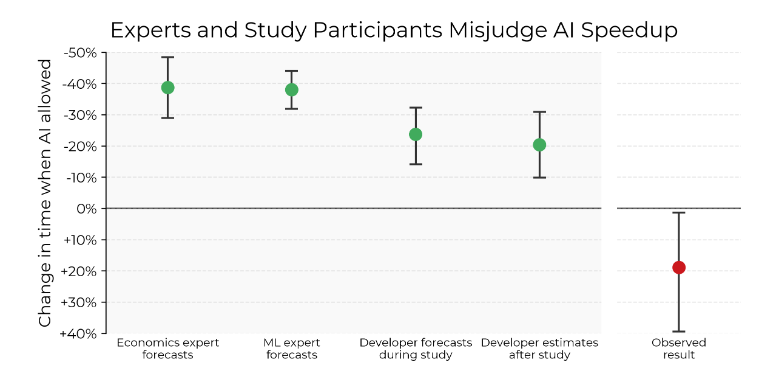 Experts and Study Participants Misjudge AI Speedup
Change in time when AI allowed
-50%
-40%
-30%
-20%
-10%
0%
+10%
+20%
+30%
+40%
Economics expert
forecasts
ML expert
forecasts
Developer forecasts
during study
Developer estimates
after study
Observed
result